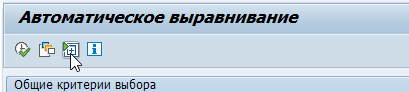 Автоматическое выравнивание
Общие критерии выбора